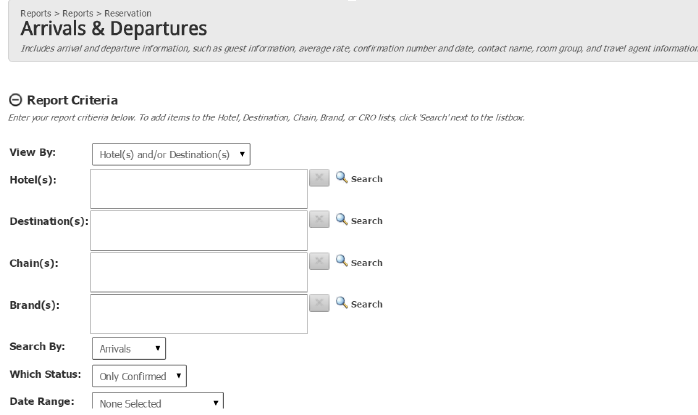 Reports > Reports > Reservation
Arrivals & Departures
Includes arrival and departure information, such as guest information, average rate, confirmation number and date, contact name, room group, and travel agent information
Report Criteria
Enter your report critieria below. To add items to the Hotel, Destination, Chain, Brand, or CRO lists, click 'Search' next to the listbox.
View By: Hotel(s) and/or Destination(s)
Hotel(s): Search
Destination(s): Search
Chain(s): Search
Brand(s): Search
Search By: Arrivals
Which Status: Only Confirmed
Date Range: None Selected